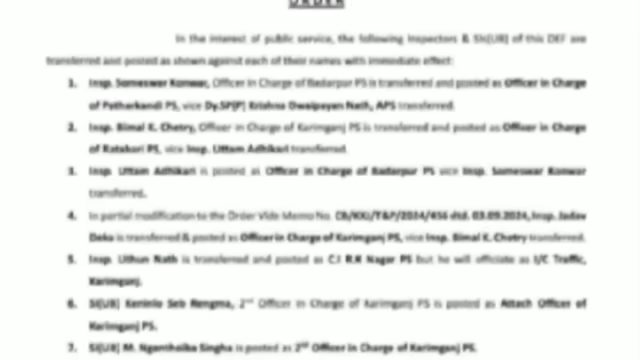 ORDER
In the interest of public service, the following Inspectors & SIs(UB) of this DEF are
transferred and posted as shown against each of their names with immediate effect:
1. Insp. Someswar Konwar, Officer in Charge of Badarpur PS is transferred and posted as Officer in Charge
of Patharkandi PS, vice Dy.SP(P) Krishna Dwaipayan Nath, APS transferred.
2. Insp. Bimal K. Chetry, Officer in Charge of Karimganj PS is transferred and posted as Officer in Charge
of Ratabari PS, vice Insp. Uttam Adhikari transferred.
3. Insp. Uttam Adhikari is posted as Officer in Charge of Badarpur PS vice Insp. Someswar Konwar
transferred.
4. In partial modification to the Order Vide Memo No. CB/KXJ/T&P/2024/456 dtd. 03.09.2024, Insp. Jadav
Deka is transferred & posted as Officer in Charge of Karimganj PS, vice Insp. Bimal K. Chetry transferred.
5. Insp. Uthun Nath is transferred and posted as C.I R.K Nagar PS but he will officiate as I/C Traffic,
Karimganj.
6. SI(UB) Seb Rengma, 2nd Officer in Charge of Karimganj PS is posted as Attach Officer of
Karimganj PS.
7. SI(UB) M. Nganthoiba Singha is posted as 2nd Officer in Charge of Karimganj PS.